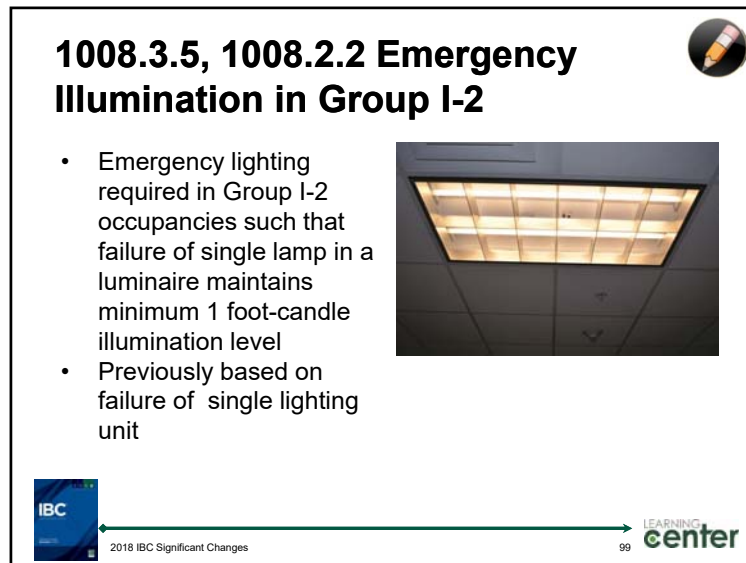 1008.3.5, 1008.2.2 Emergency
Illumination in Group I-2
• Emergency lighting
required in Group I-2
occupancies such that
failure of single lamp in a
luminaire maintains
minimum 1 foot-candle
illumination level
• Previously based on
failure of  single lighting
unit
IBC
2018 IBC Significant Changes
99
LEARNING
center